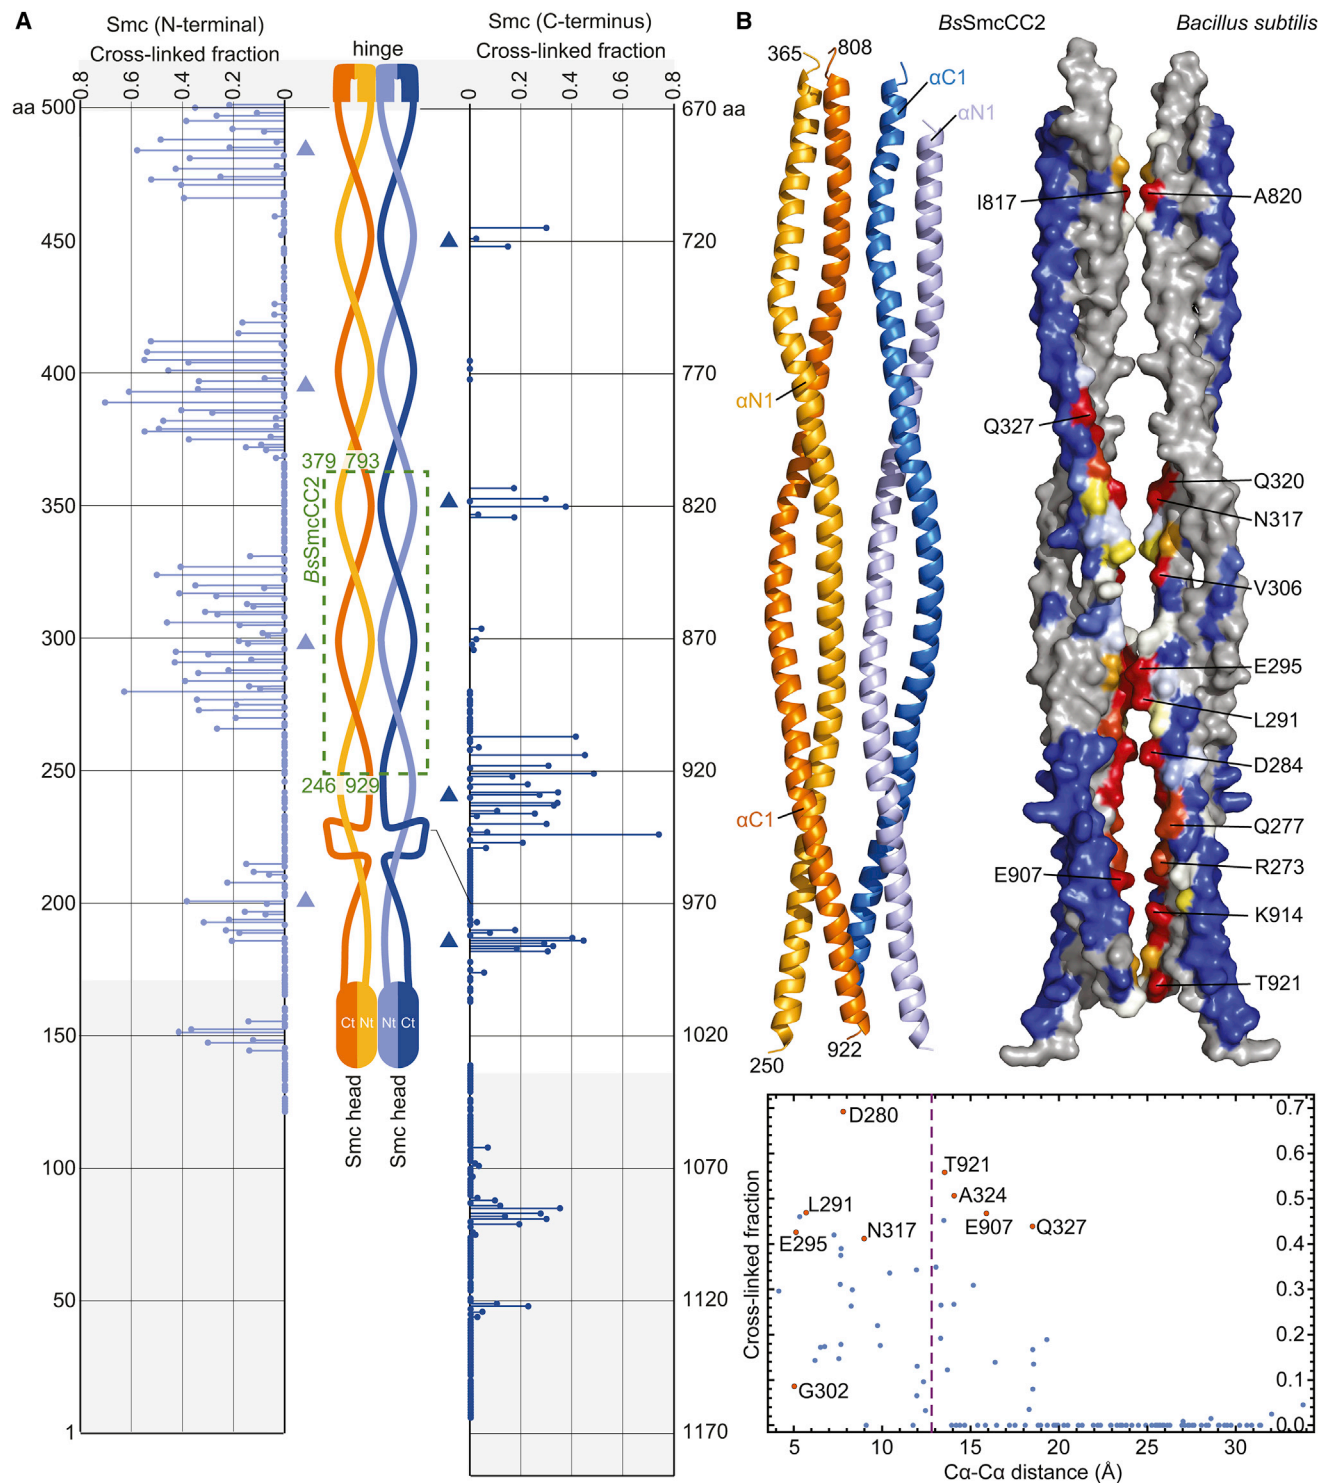 A
Smc (N-terminal)
Cross-linked fraction
0.8
0.6
0.4
0.2
0
hinge
Smc (C-terminus)
Cross-linked fraction
0
0.2
0.4
0.6
0.8
aa 500
450
400
350
300
250
200
150
100
50
1
670 aa
720
770
820
870
920
970
1020
1070
1120
1170
379 793
BsSmcCC2
246 929
Ct Nt Nt Ct
Smc head
Smc head
B
BsSmcCC2
Bacillus subtilis
365
808
αC1
αN1
αN1
αC1
250
922
I817
A820
Q327
Q320
N317
V306
E295
L291
D284
Q277
R273
E907
K914
T921
Cross-linked fraction
D280
T921
A324
L291
E907
Q327
E295
N317
G302
0.7
0.6
0.5
0.4
0.3
0.2
0.1
0.0
5 10 15 20 25 30
Cα-Cα distance (Å)